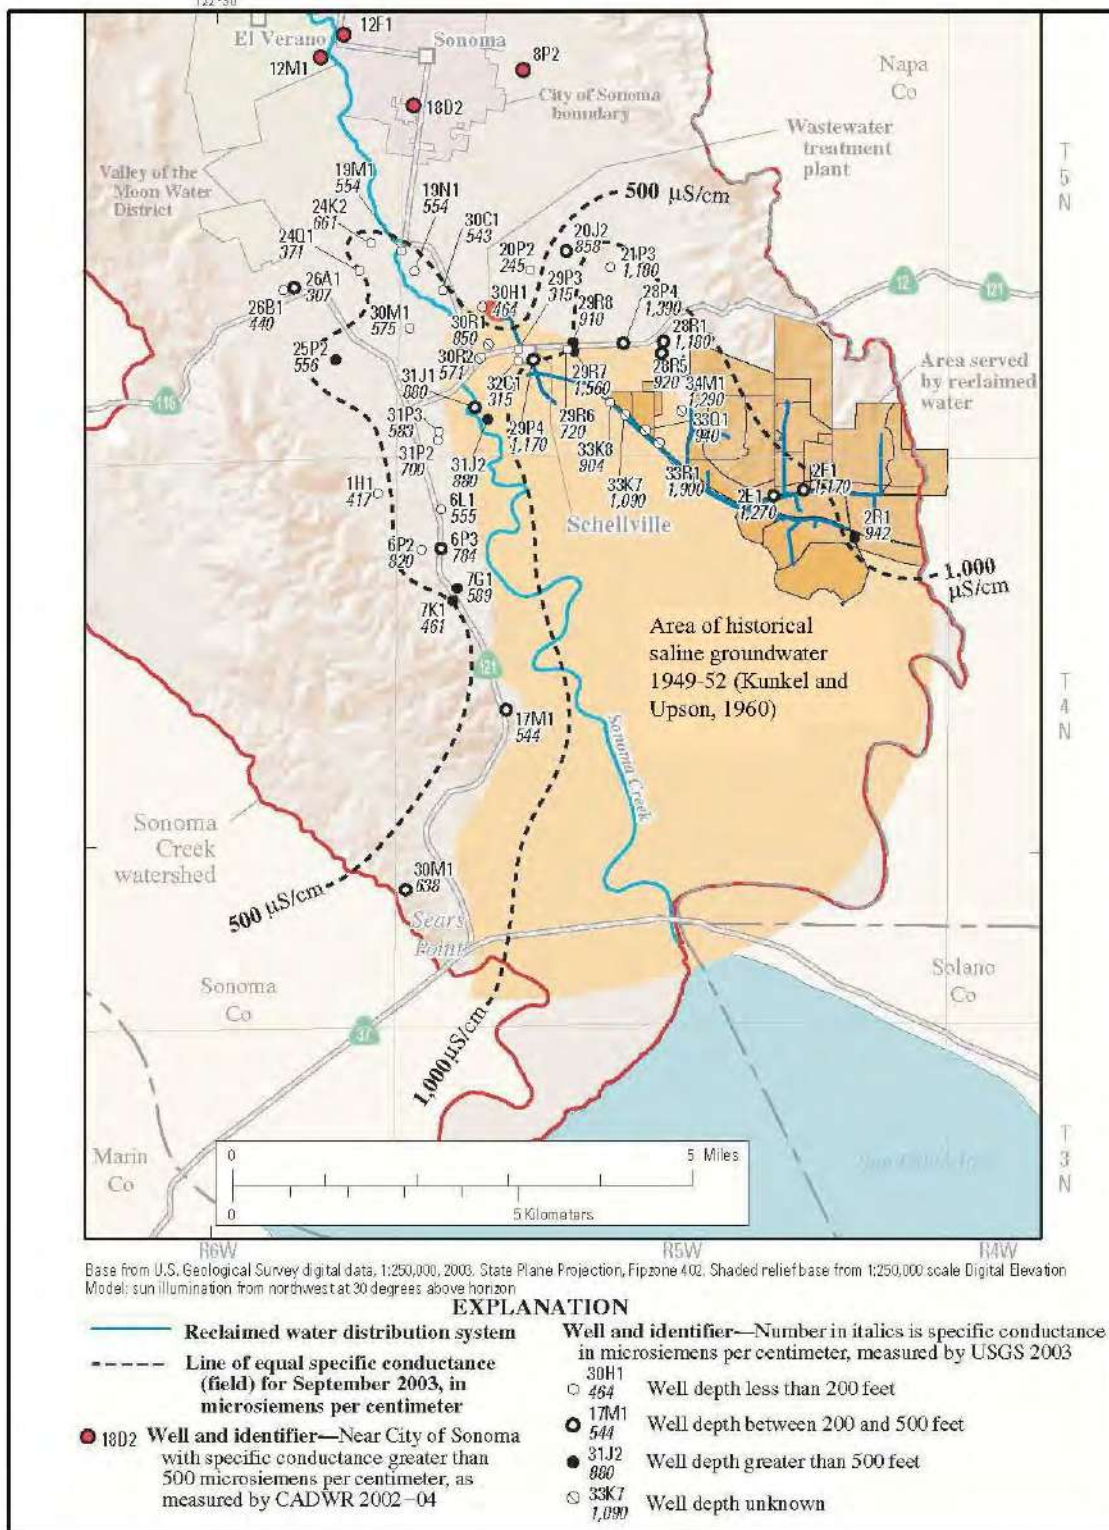 122°30'
12F1
El Verano
Sonoma
8P2
12M1
Napa
Co
18D2
City of Sonoma
boundary
Wastewater
treatment
plant
Valley of the
Moon Water
District
T
5
N
19M1
554
19N1
554
24K2
661
30C1
543
500 µS/cm
24Q1
371
20J2
858
20P2
245
21P3
1,180
26A1
307
29P3
315
28P4
1,390
12
121
26B1
440
30H1
464
29R8
910
30M1
575
30R1
850
28R1
1,180
25P2
556
30R2
571
28R5
920
Area served
by reclaimed
water
31J1
880
32C1
315
29R7
1,560
34M1
1,290
116
31P3
583
29P4
1,170
29R6
720
33Q1
940
31P2
700
33K8
904
31J2
880
33K7
1,090
33R1
1,900
2F1
1,170
1H1
417
2E1
1,270
6L1
555
Schellville
2R1
942
6P2
820
6P3
784
7G1
589
1,000
µS/cm
7K1
461
Area of historical
saline groundwater
1949-52 (Kunkel and
Upson, 1960)
121
T
4
N
17M1
544
Sonoma Creek
Sonoma
Creek
watershed
30M1
638
500 µS/cm
Sears
Point
Solano
Co
Sonoma
Co
37
1,000 µS/cm
Marin
Co
0 5 Miles
0 5 Kilometers
T
3
N
R6W R5W R4W
Base from U.S. Geological Survey digital data, 1:250,000, 2003. State Plane Projection, Fipzone 402. Shaded relief base from 1:250,000 scale Digital Elevation
Model: sun illumination from northwest at 30 degrees above horizon
EXPLANATION
Reclaimed water distribution system
Line of equal specific conductance
(field) for September 2003, in
microsiemens per centimeter
18D2 Well and identifier—Near City of Sonoma
with specific conductance greater than
500 microsiemens per centimeter, as
measured by CADWR 2002–04
Well and identifier—Number in italics is specific conductance
in microsiemens per centimeter, measured by USGS 2003
30H1
464 Well depth less than 200 feet
17M1
544 Well depth between 200 and 500 feet
31J2
880 Well depth greater than 500 feet
33K7
1,090 Well depth unknown